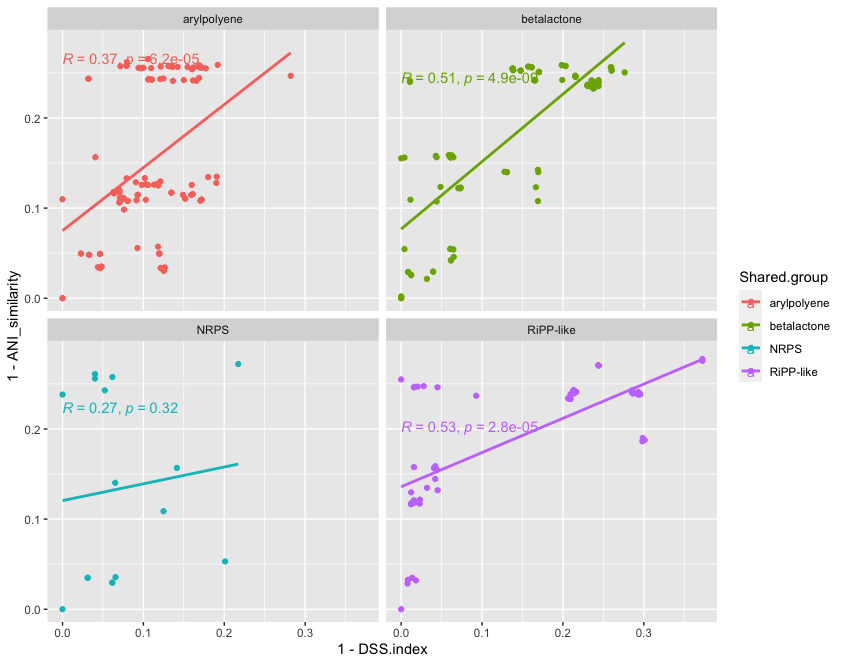 arylpolyene
betalactone
R = 0.37, p = 6.2e-05
R = 0.51, p = 4.9e-09
0.2
0.1
0.0
1 - ANI_similarity
NRPS
RiPP-like
R = 0.27, p = 0.32
R = 0.53, p = 2.8e-05
0.2
0.1
0.0
0.0
0.1
0.2
0.3
0.0
0.1
0.2
0.3
1 - DSS.index
Shared.group
a arylpolyene
a betalactone
a NRPS
a RiPP-like